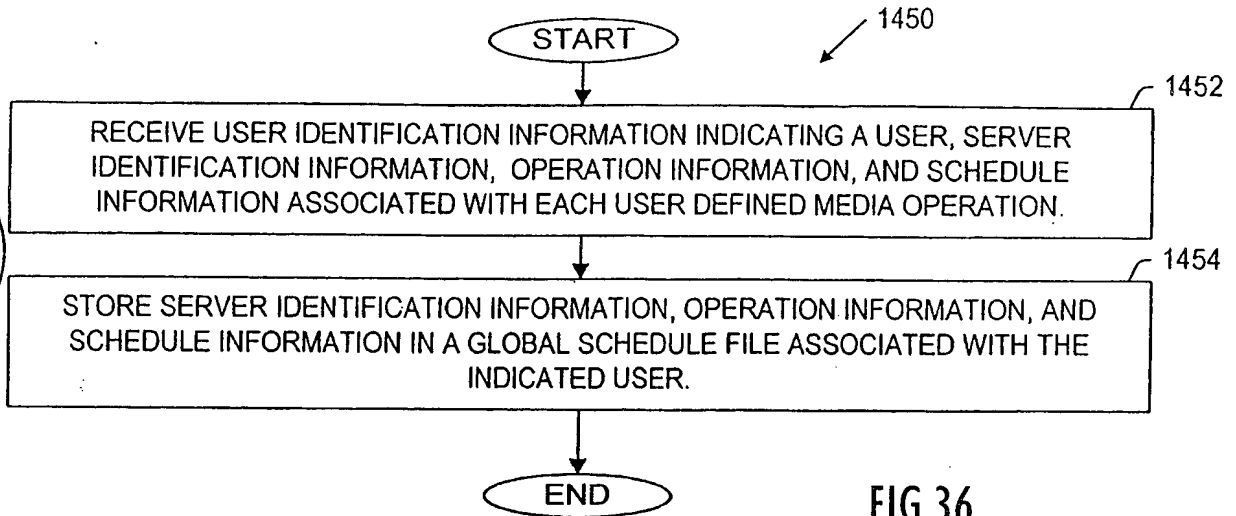 START
1450
1452
RECEIVE USER IDENTIFICATION INFORMATION INDICATING A USER, SERVER
IDENTIFICATION INFORMATION, OPERATION INFORMATION, AND SCHEDULE
INFORMATION ASSOCIATED WITH EACH USER DEFINED MEDIA OPERATION.
1454
STORE SERVER IDENTIFICATION INFORMATION, OPERATION INFORMATION, AND
SCHEDULE INFORMATION IN A GLOBAL SCHEDULE FILE ASSOCIATED WITH THE
INDICATED USER.
END
FIG 36